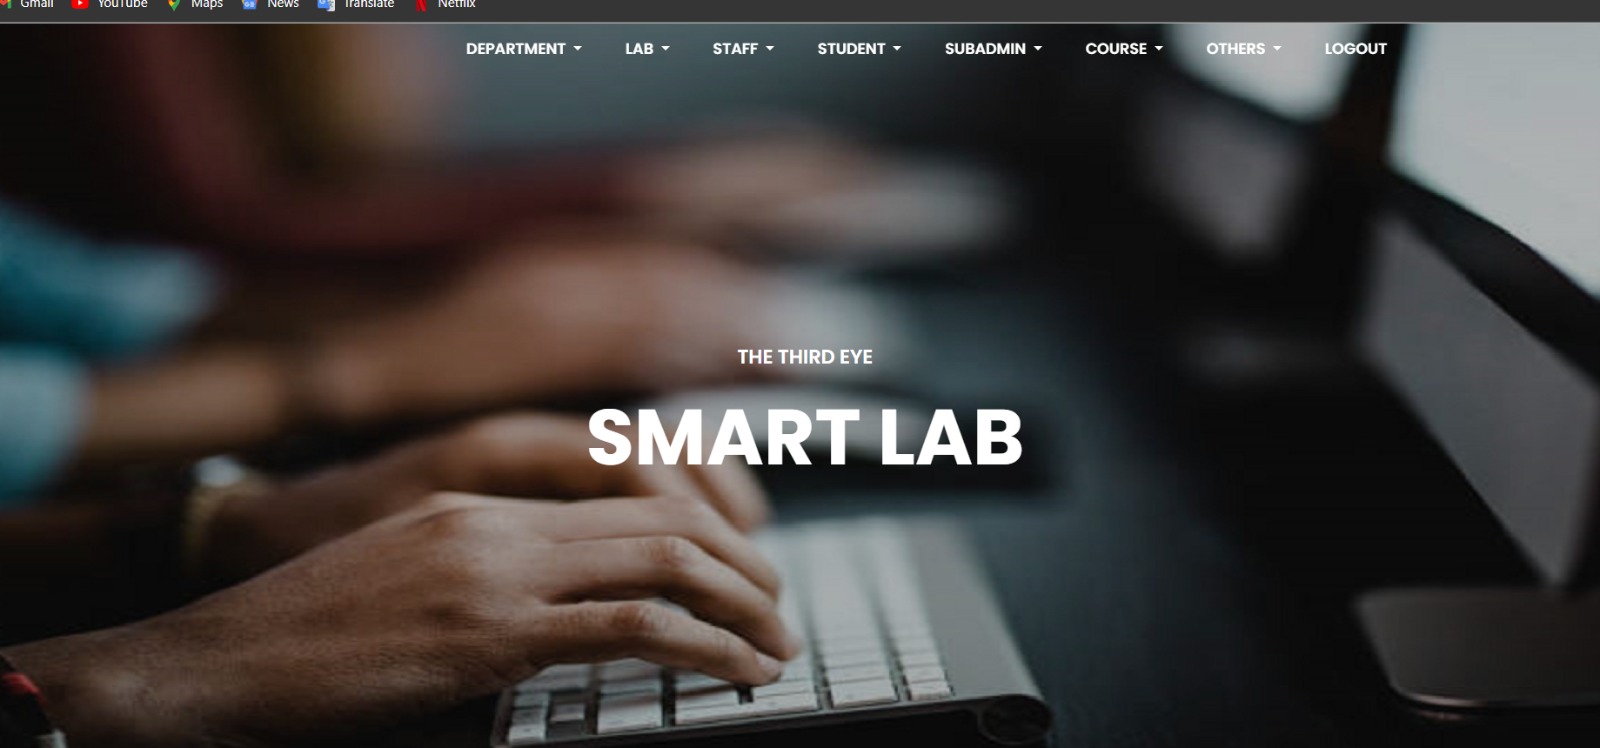 Gmail YouTube Maps News Translate Netflix
DEPARTMENT LAB STAFF STUDENT SUBADMIN COURSE OTHERS LOGOUT
THE THIRD EYE
SMART LAB